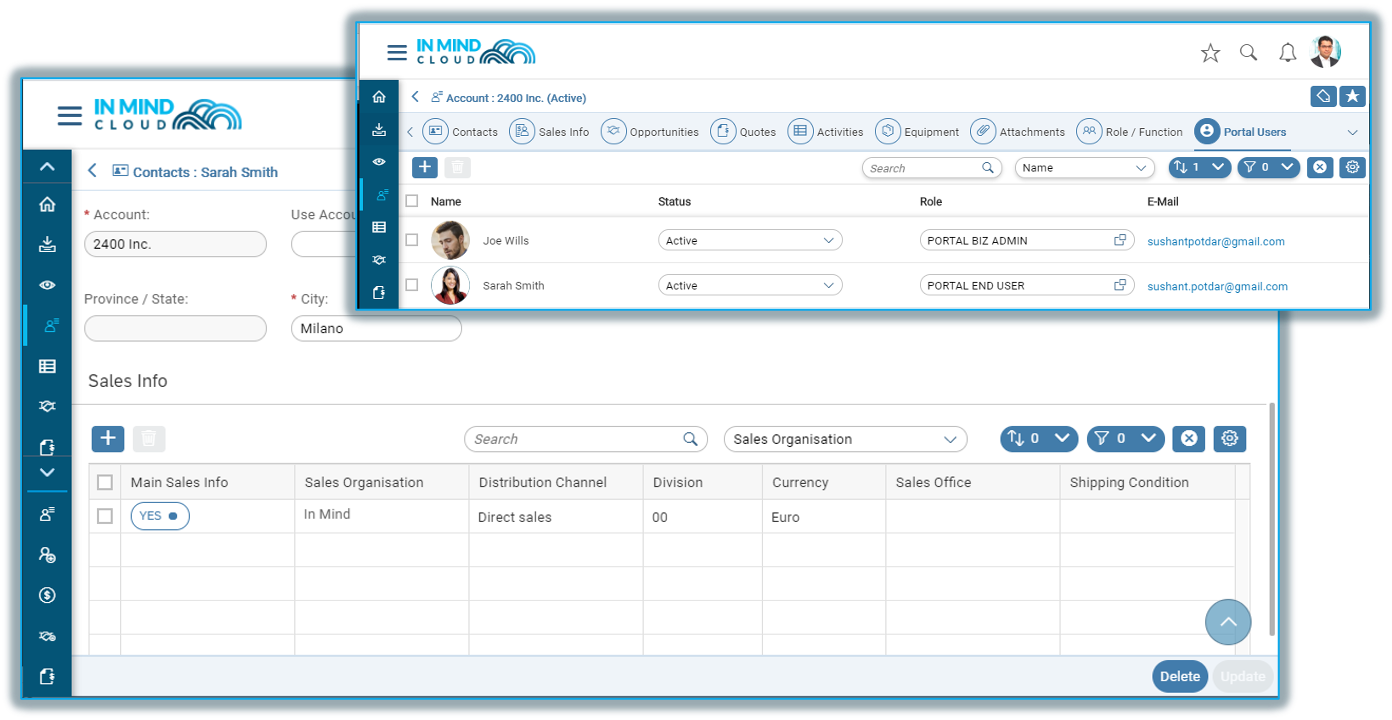 IN MIND
CLOUD
Account : 2400 Inc. (Active)
Contacts Sales Info Opportunities Quotes Activities Equipment Attachments Role / Function Portal Users
Search Name 1 0
Name Status Role E-Mail
Joe Wills Active PORTAL BIZ ADMIN sushantpotdar@gmail.com
Sarah Smith Active PORTAL END USER sushant.potdar@gmail.com
IN MIND
CLOUD
Contacts : Sarah Smith
* Account: Use Accou
2400 Inc.
Province / State: * City:
Milano
Sales Info
Search Sales Organisation 0 0
Main Sales Info Sales Organisation Distribution Channel Division Currency Sales Office Shipping Condition
YES In Mind Direct sales 00 Euro
Delete Update